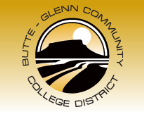 BUTTE - GLENN COMMUNITY
COLLEGE DISTRICT